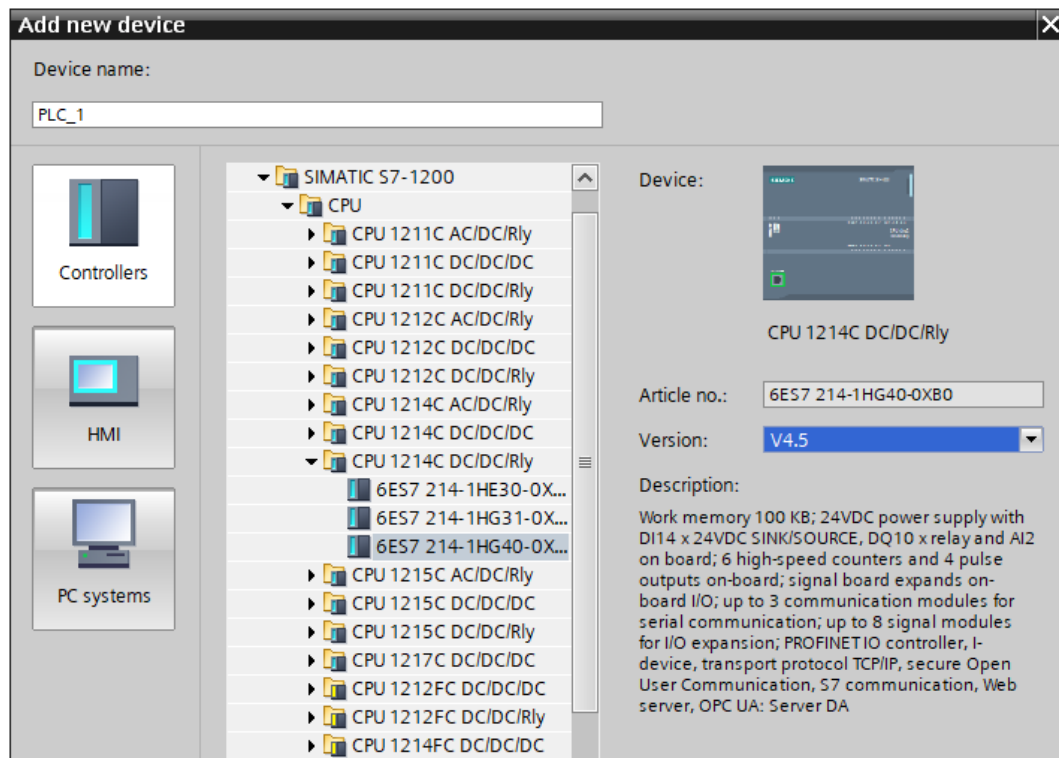 Add new device
Device name:
PLC_1
Controllers
HMI
PC systems
SIMATIC S7-1200
CPU
CPU 1211C AC/DC/Rly
CPU 1211C DC/DC/DC
CPU 1211C DC/DC/Rly
CPU 1212C AC/DC/Rly
CPU 1212C DC/DC/DC
CPU 1212C DC/DC/Rly
CPU 1214C AC/DC/Rly
CPU 1214C DC/DC/DC
CPU 1214C DC/DC/Rly
6ES7 214-1HE30-0X...
6ES7 214-1HG31-0X...
6ES7 214-1HG40-0X...
CPU 1215C AC/DC/Rly
CPU 1215C DC/DC/DC
CPU 1215C DC/DC/Rly
CPU 1217C DC/DC/DC
CPU 1212FC DC/DC/DC
CPU 1212FC DC/DC/Rly
CPU 1214FC DC/DC/DC
Device:
SIEMENS
CPU 1214C DC/DC/Rly
Article no.:
6ES7 214-1HG40-0XB0
Version:
V4.5
Description:
Work memory 100 KB; 24VDC power supply with
DI14 x 24VDC SINK/SOURCE, DQ10 x relay and AI2
on board; 6 high-speed counters and 4 pulse
outputs on-board; signal board expands on-
board I/O; up to 3 communication modules for
serial communication; up to 8 signal modules
for I/O expansion; PROFINET IO controller, I-
device, transport protocol TCP/IP, secure Open
User Communication, S7 communication, Web
server, OPC UA: Server DA